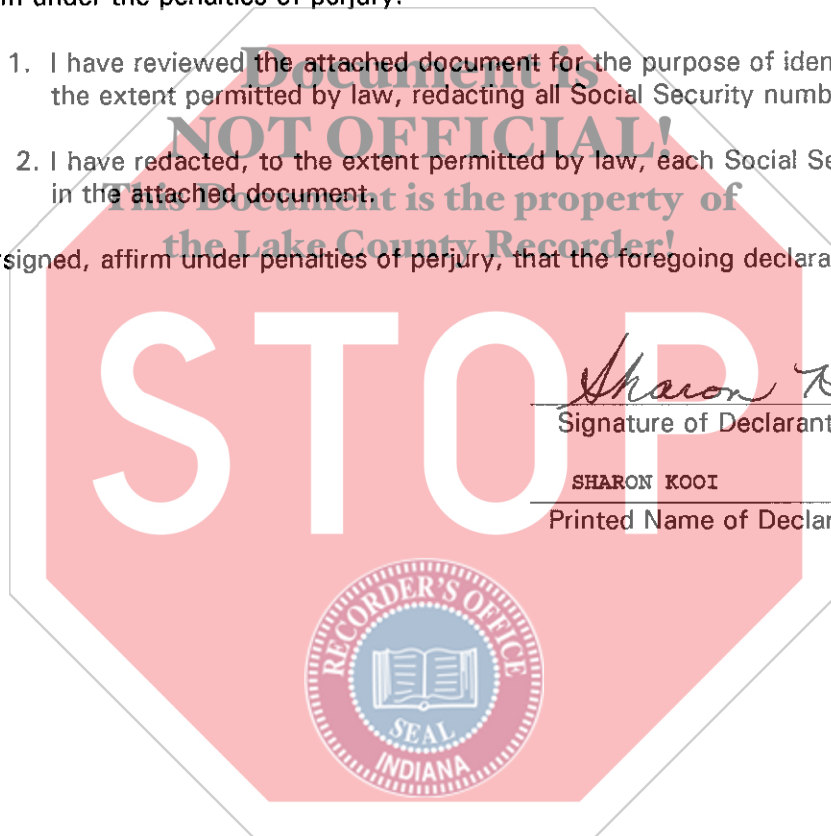 m under the penalties of perjury:
1. I have reviewed the attached document for the purpose of iden
the extent permitted by law, redacting all Social Security numb
2. I have redacted, to the extent permitted by law, each Social Se
in the attached document.
rsigned, affirm under penalties of perjury, that the foregoing declara
Document is
NOT OFFICIAL!
This Document is the property of
the Lake County Recorder!
STOP
Sharon
Signature of Declarant
SHARON KOOI
Printed Name of Declar
RECORDER'S OFFICE
SEAL
INDIANA